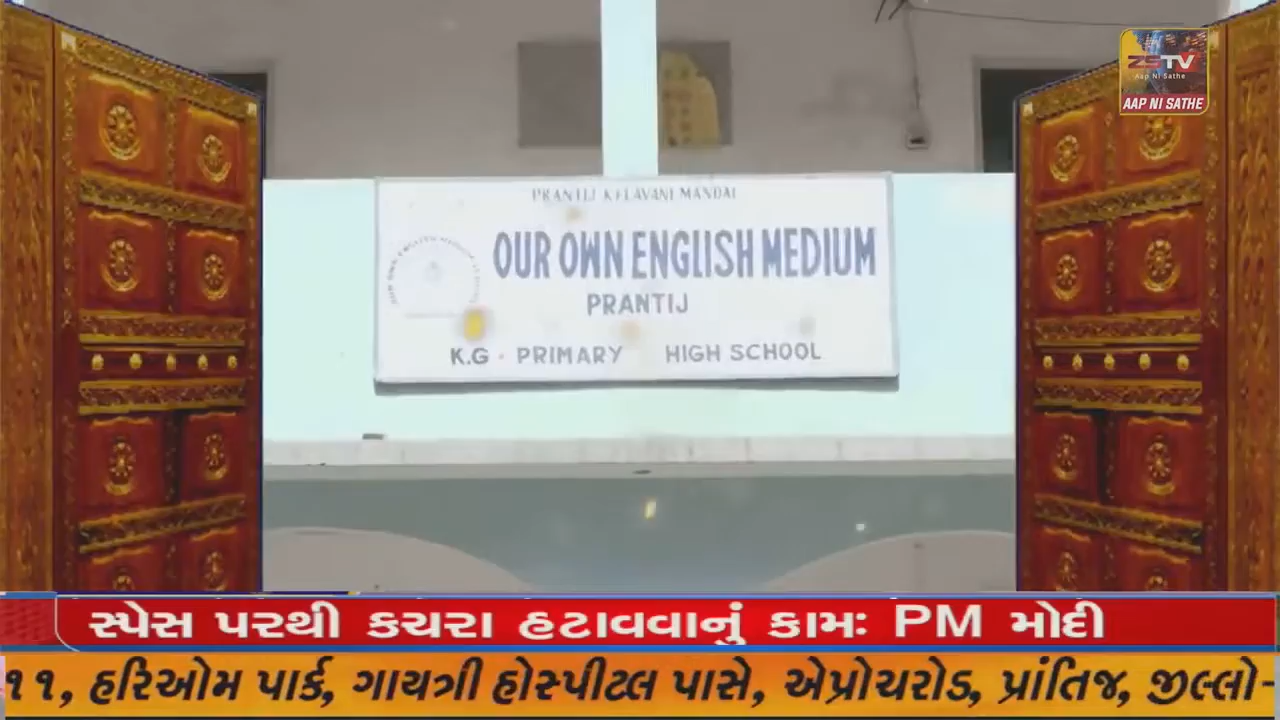 ZSTV
Aap Ni Sathe
AAP NI SATHE
PRANTIJ KELAVANI MANDAL
OUR OWN ENGLISH MEDIUM
PRANTIJ
K.G - PRIMARY HIGH SCHOOL
સ્પેસ પરથી કચરા હટાવવાનું કામઃ PM મોદી
૧૧, હરિઓમ પાર્ક, ગાયત્રી હોસ્પીટલ પાસે, એપ્રોચરોડ, પ્રાંતિજ, જીલ્લો-